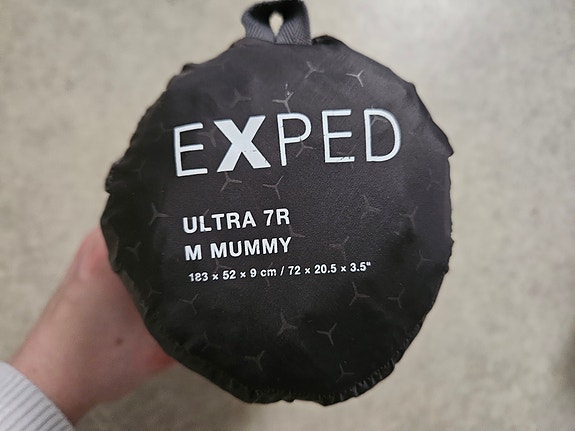 EXPED
ULTRA 7R
M MUMMY
183 x 52 x 9 cm / 72 x 20.5 x 3.5"